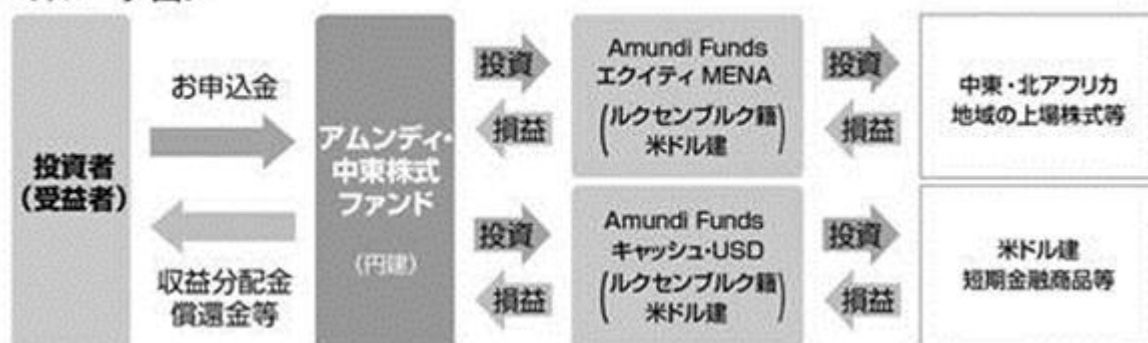 投資者
(受益者)
お申込金
収益分配金
償還金等
アムンディ・
中東株式
ファンド
(円建)
投資
損益
Amundi Funds
エクイティ MENA
(ルクセンブルク籍
米ドル建)
投資
損益
中東・北アフリカ
地域の上場株式等
投資
損益
Amundi Funds
キャッシュ・USD
(ルクセンブルク籍
米ドル建)
投資
損益
米ドル建
短期金融商品等